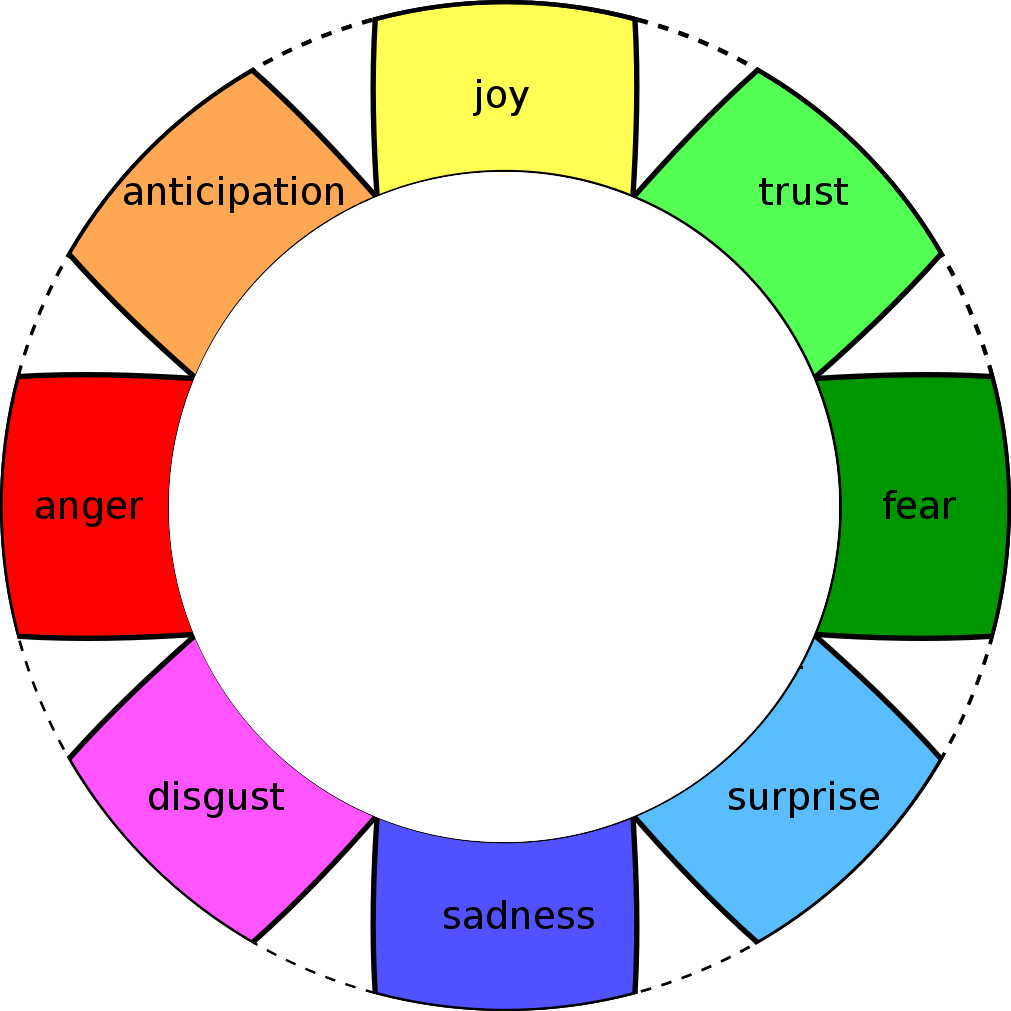 joy
anticipation
trust
anger
fear
disgust
surprise
sadness